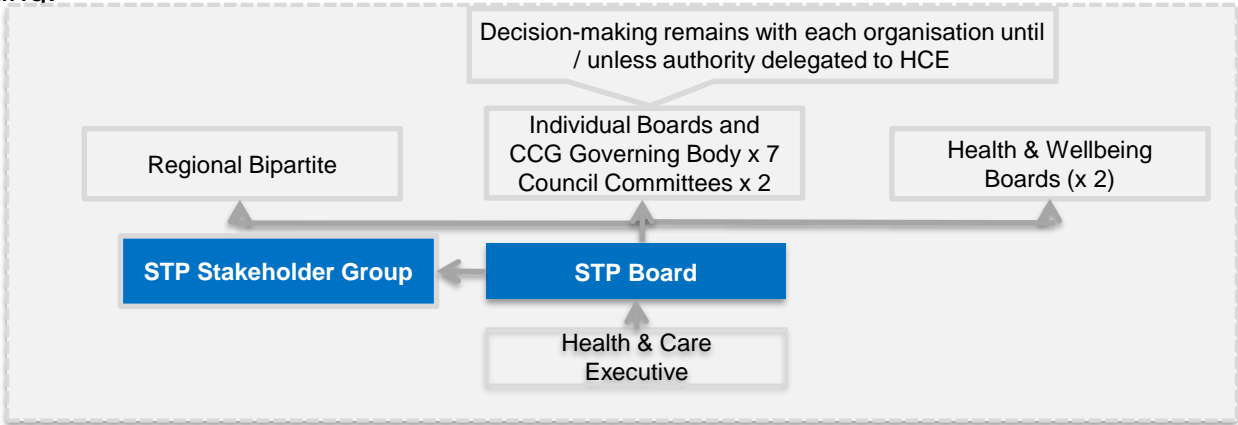 Decision-making remains with each organisation until
/ unless authority delegated to HCE
Regional Bipartite
Individual Boards and
CCG Governing Body x 7
Council Committees x 2
Health & Wellbeing
Boards (x 2)
STP Stakeholder Group
STP Board
Health & Care
Executive